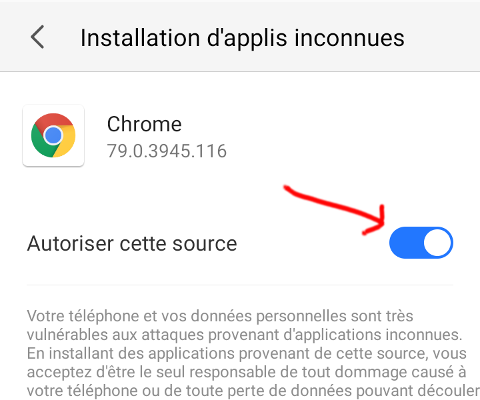 Installation d'applis inconnues
Chrome
79.0.3945.116
Autoriser cette source
Votre téléphone et vos données personnelles sont très
vulnérables aux attaques provenant d'applications inconnues.
En installant des applications provenant de cette source, vous
acceptez d'être le seul responsable de tout dommage causé à
votre téléphone ou de toute perte de données pouvant découler